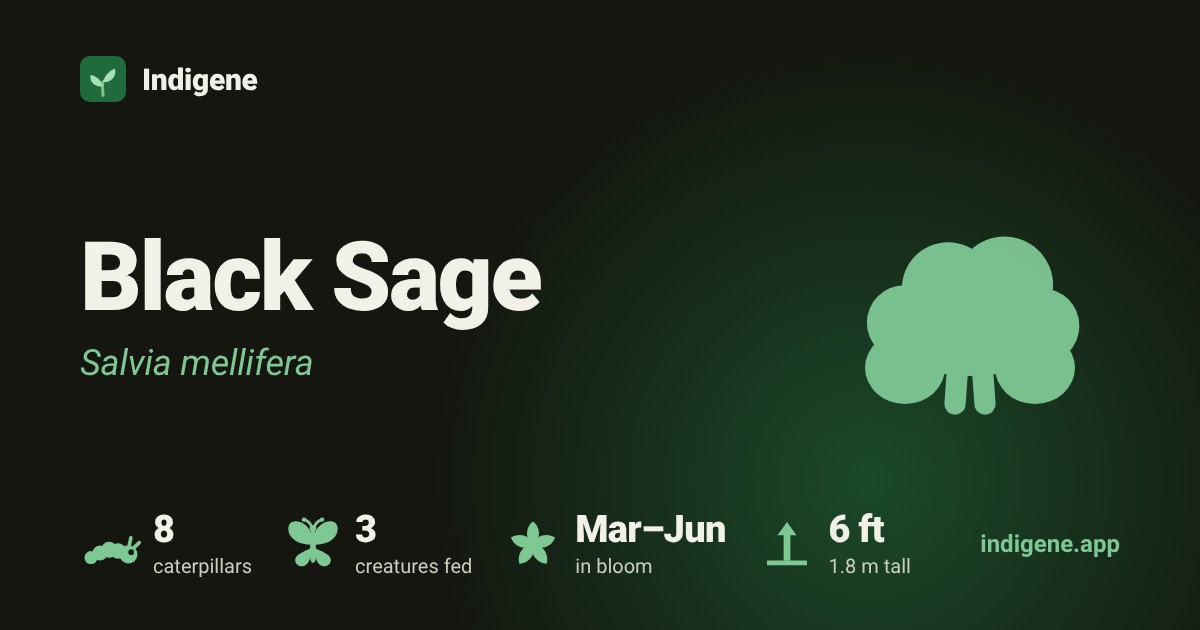 Indigene
Black Sage
Salvia mellifera
8
caterpillars
3
creatures fed
Mar–Jun
in bloom
6 ft
1.8 m tall
indigene.app